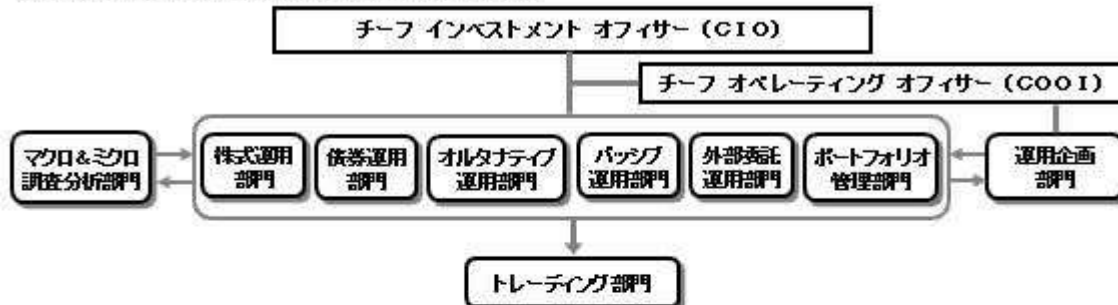 チーフ インベストメント オフィサー (CIO)
チーフ オペレーティング オフィサー (COOI)
マクロ&ミクロ
調査分析部門
株式運用
部門
債券運用
部門
オルタナティブ
運用部門
パッシブ
運用部門
外部委託
運用部門
ポートフォリオ
管理部門
運用企画
部門
トレーディング部門